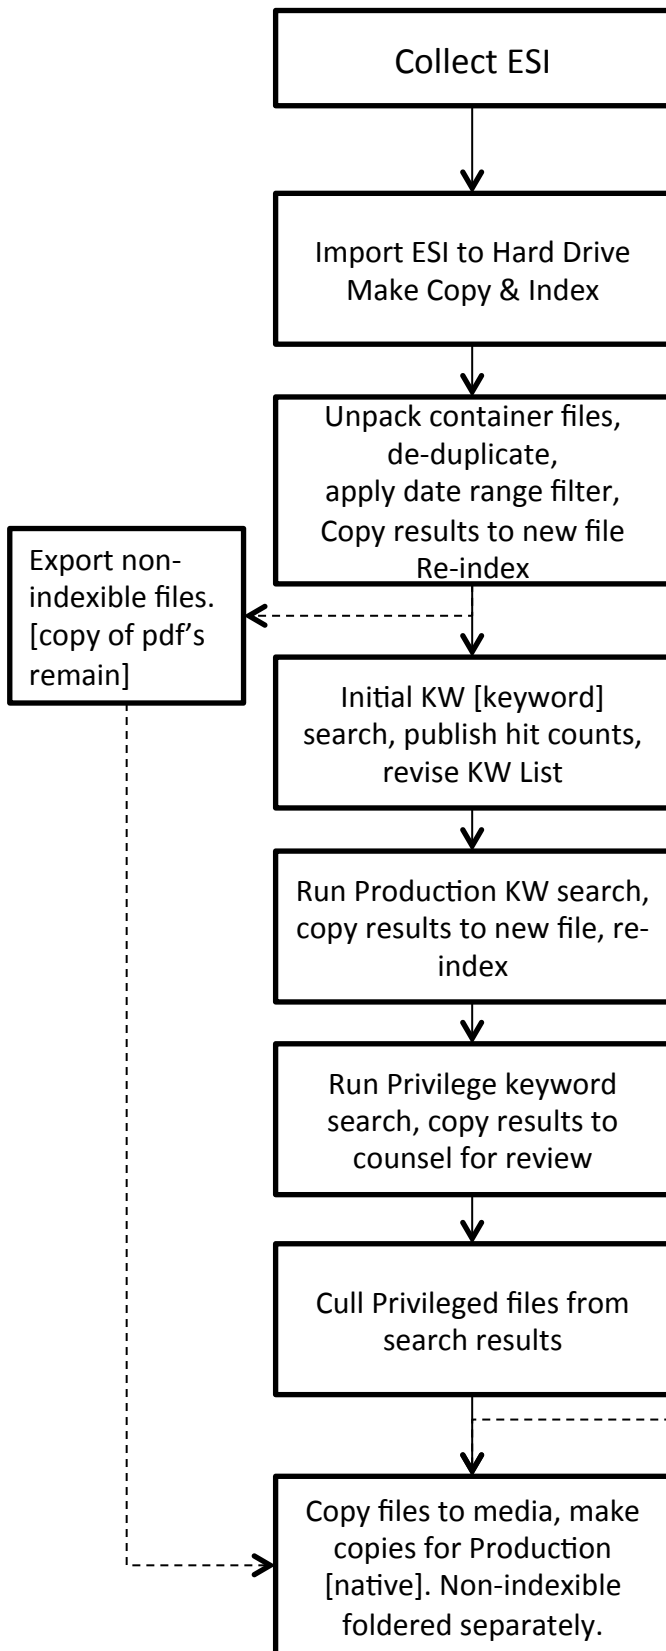 Collect ESI
Import ESI to Hard Drive
Make Copy & Index
Unpack container files,
de-duplicate,
apply date range filter,
Copy results to new file
Re-index
Export non-
indexible files.
[copy of pdf's
remain]
Initial KW [keyword]
search, publish hit counts,
revise KW List
Run Production KW search,
copy results to new file, re-
index
Run Privilege keyword
search, copy results to
counsel for review
Cull Privileged files from
search results
Copy files to media, make
copies for Production
[native]. Non-indexible
foldered separately.